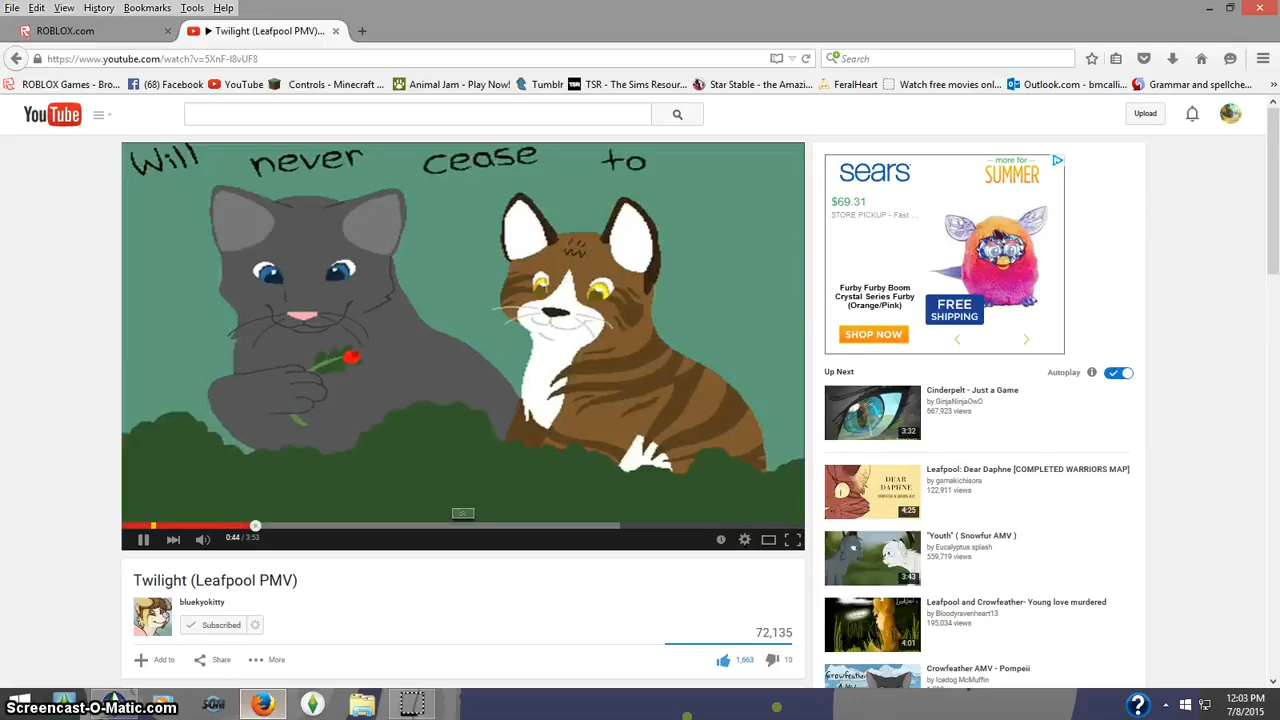 File Edit View History Bookmarks Tools Help
ROBLOX.com × ▶ Twilight (Leafpool PMV)... × +
https://www.youtube.com/watch?v=5XnF-I8vUF8 Search
ROBLOX Games - Bro... (68) Facebook YouTube Contests - Minecraft ... Animal Jam - Play Now! Tumblr TSR - The Sims Resour... Star Stable - the Amazi... FeralHeart Watch free movies onl... Outlook.com - bmcalli... Grammar and spellche...
YouTube Upload
Will never cease to
sears
more for
SUMMER
$69.31
STORE PICKUP - Fast ...
Furby Furby Boom
Crystal Series Furby
(Orange/Pink)
FREE
SHIPPING
SHOP NOW
Up Next Autoplay
Cinderpelt - Just a Game
by GinjaNinjaOwO
667,923 views
3:32
Leafpool: Dear Daphne [COMPLETED WARRIORS MAP]
by gamakichisora
122,911 views
DEAR
DAPHNE
4:25
"Youth" ( Snowfur AMV )
by Eucalyptus splash
559,719 views
3:43
Leafpool and Crowfeather- Young love murdered
by Bloodyravenheart13
195,034 views
4:01
Crowfeather AMV - Pompeii
by Icedog McMuffin
Crowfeather
0:44 / 3:53
Twilight (Leafpool PMV)
bluekyokitty
Subscribed
72,135
Add to Share More 1,663 10
Screencast-O-Matic.com
12:03 PM
7/8/2015